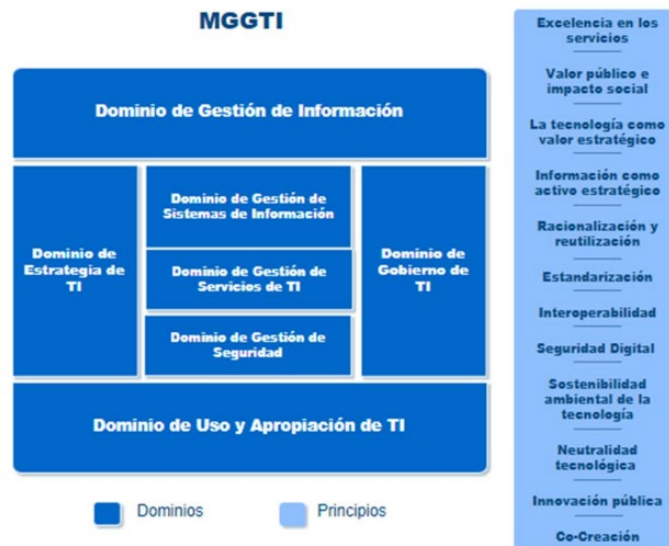 MGGTI
Dominio de Gestión de Información
Dominio de
Estrategia de
TI
Dominio de Gestión de
Sistemas de Información
Dominio de Gestión de
Servicios de TI
Dominio de Gestión de
Seguridad
Dominio de
Gobierno de
TI
Dominio de Uso y Apropiación de TI
Dominios
Principios
Excelencia en los
servicios
Valor público e
impacto social
La tecnología como
valor estratégico
Información como
activo estratégico
Racionalización y
reutilización
Estandarización
Interoperabilidad
Seguridad Digital
Sostenibilidad
ambiental de la
tecnología
Neutralidad
tecnológica
Innovación pública
Co-Creación